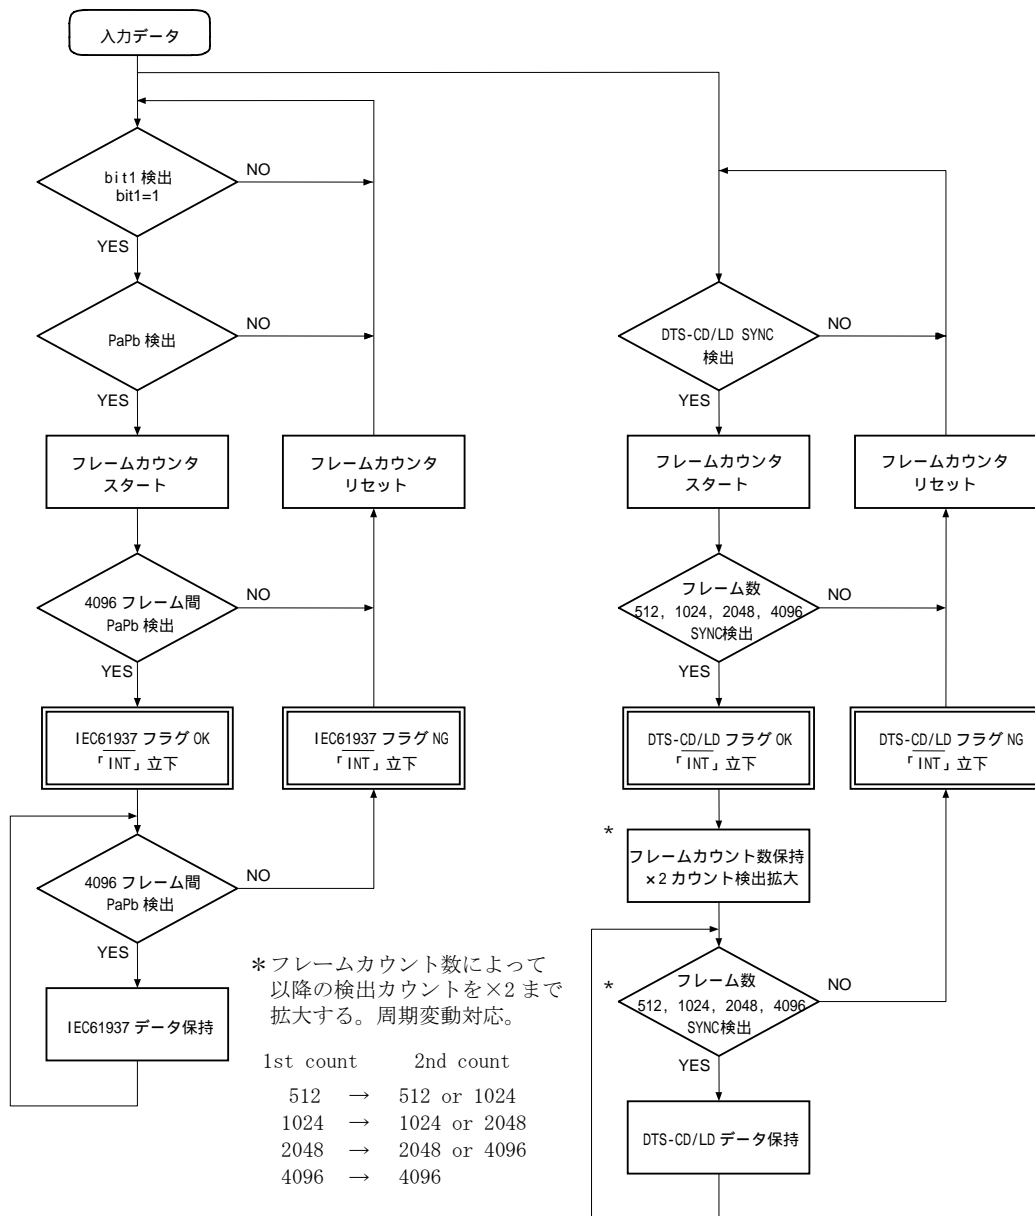 入力データ
bit1 検出
bit1=1
NO
YES
PaPb 検出
NO
YES
フレームカウンタ
スタート
フレームカウンタ
リセット
4096 フレーム間
PaPb 検出
NO
YES
IEC61937 フラグ OK
「INT」立下
IEC61937 フラグ NG
「INT」立下
4096 フレーム間
PaPb 検出
NO
YES
IEC61937 データ保持
DTS-CD/LD SYNC
検出
NO
YES
フレームカウンタ
スタート
フレームカウンタ
リセット
フレーム数
512, 1024, 2048, 4096
SYNC検出
NO
YES
DTS-CD/LD フラグ OK
「INT」立下
DTS-CD/LD フラグ NG
「INT」立下
*
フレームカウント数保持
×2 カウント検出拡大
*
フレーム数
512, 1024, 2048, 4096
SYNC検出
NO
YES
DTS-CD/LD データ保持
*フレームカウント数によって
以降の検出カウントを×2 まで
拡大する。周期変動対応。
1st count 2nd count
512 → 512 or 1024
1024 → 1024 or 2048
2048 → 2048 or 4096
4096 → 4096